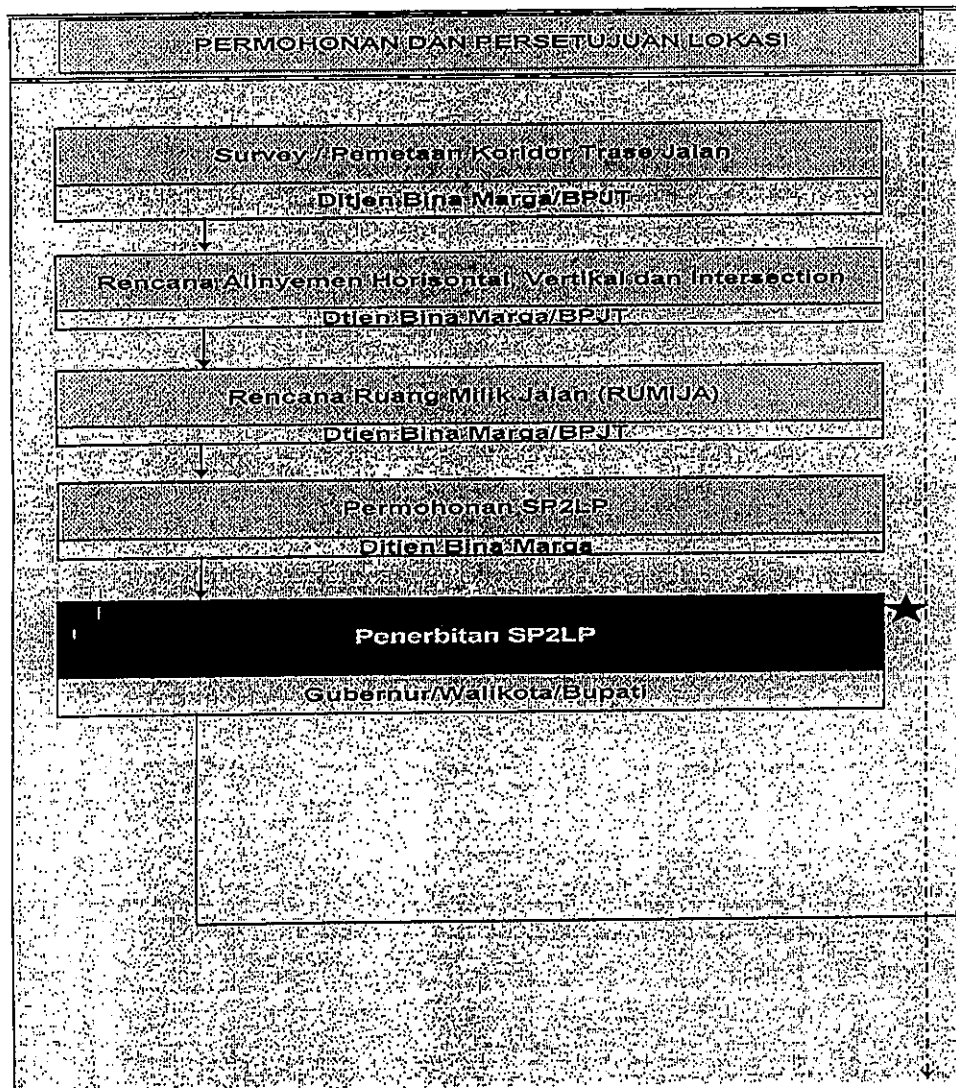 PERMOHONAN DAN PERSETUJUAN LOKASI
Survey / Pemetaan Koridor Trase Jalan
Ditjen Bina Marga/BPJT
Rencana Alinyemen Horisontal, Vertikal dan Intersection
Dtjen Bina Marga/BPJT
Rencana Ruang Milik Jalan (RUMIJA)
Dtjen Bina Marga/BPJT
Permohonan SP2LP
Ditjen Bina Marga
Penerbitan SP2LP
Gubernur/Walikota/Bupati